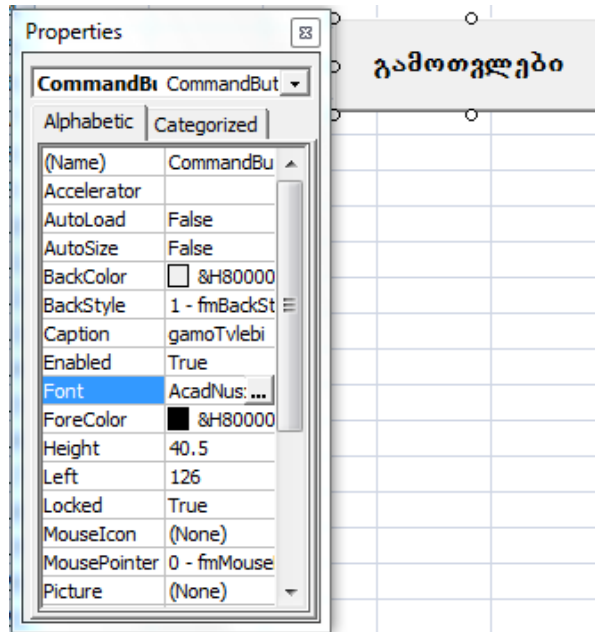 Properties
გამოთვლები
CommandBu CommandBut
Alphabetic Categorized
(Name) CommandBu
Accelerator
AutoLoad False
AutoSize False
BackColor &H80000
BackStyle 1 - fmBackSt
Caption gamoTvlebi
Enabled True
Font AcadNus: ...
ForeColor &H80000
Height 40.5
Left 126
Locked True
MouseIcon (None)
MousePointer 0 - fmMouse
Picture (None)